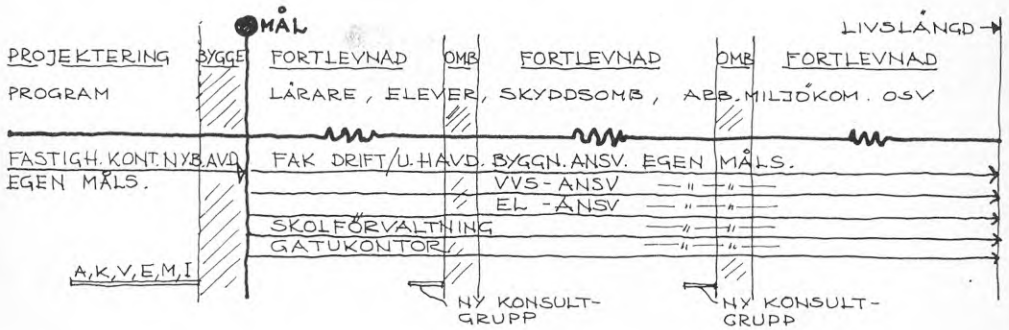 MÅL
LIVSLÄNGD
PROJEKTERING BYGGE FORTLEVNAD OMB FORTLEVNAD OMB FORTLEVNAD
PROGRAM LÄRARE, ELEVER, SKYDDSOMB, ARB.MILJÖKOM. OSV
FASTIGH. KONT. NYB.AVD FAK DRIFT/U.HAVD. BYGGN.ANSV. EGEN MÅLS.
EGEN MÅLS. VVS-ANSV — " — " —
EL-ANSV — " — " —
SKOLFÖRVALTNING — " — " —
GATUKONTOR — " — " —
A,K,V,E,M,I
NY KONSULT-
GRUPP
NY KONSULT-
GRUPP